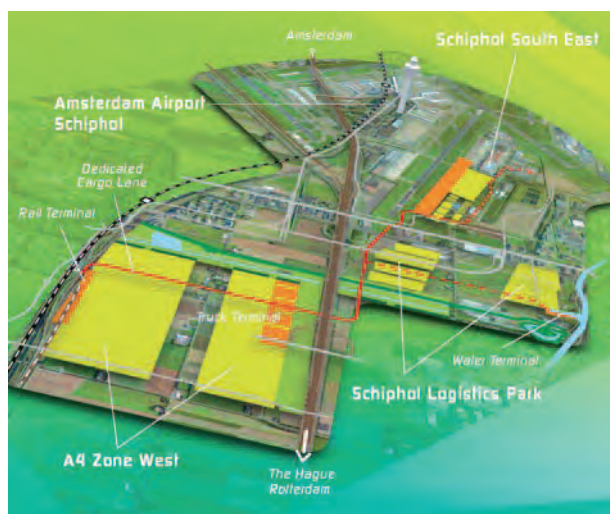 Amsterdam
Schiphol South East
Amsterdam Airport
Schiphol
Dedicated
Cargo Lane
Rail Terminal
Truck Terminal
Water Terminal
Schiphol Logistics Park
A4 Zone West
The Hague
Rotterdam